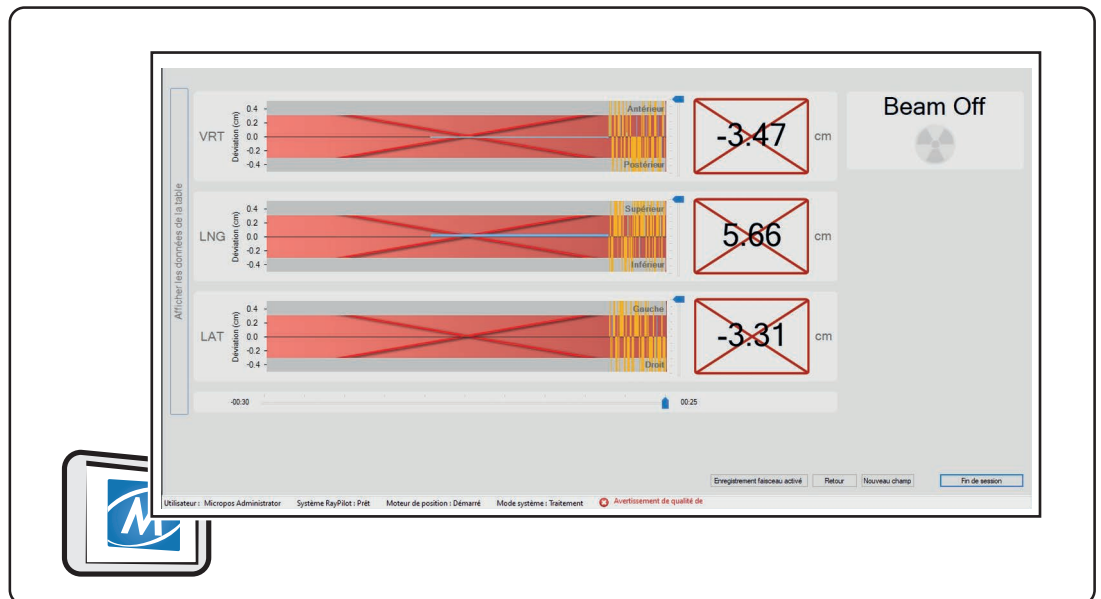 Afficher les données de la table
VRT
Déviation (cm)
0.4
0.2
0.0
-0.2
-0.4
Antérieur
Postérieur
-3.47
cm
Beam Off
LNG
Déviation (cm)
0.4
0.2
0.0
-0.2
-0.4
Supérieur
Inférieur
5.66
cm
LAT
Déviation (cm)
0.4
0.2
0.0
-0.2
-0.4
Gauche
Droit
-3.31
cm
-00:30
00:25
Enregistrement faisceau activé Retour Nouveau champ Fin de session
Utilisateur : Micropos Administrator Système RayPilot : Prêt Moteur de position : Démarré Mode système : Traitement Avertissement de qualité de
M